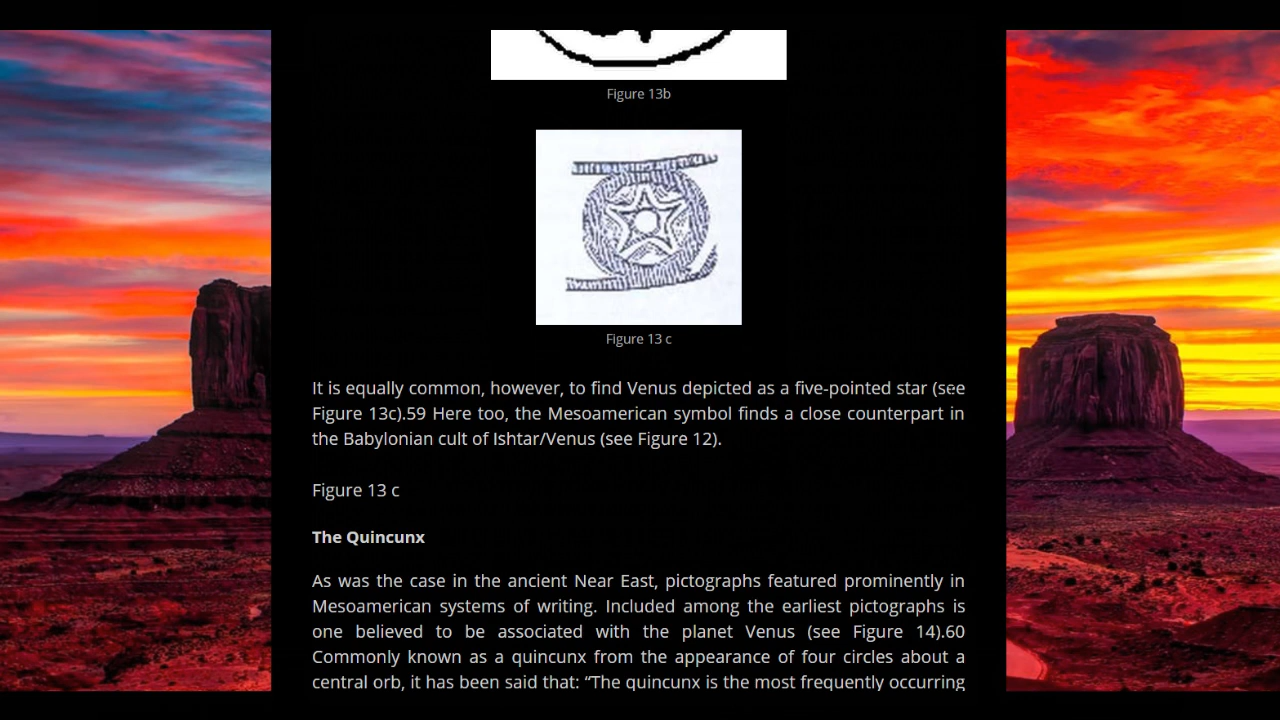 Figure 13b
Figure 13 c
It is equally common, however, to find Venus depicted as a five-pointed star (see
Figure 13c).59 Here too, the Mesoamerican symbol finds a close counterpart in
the Babylonian cult of Ishtar/Venus (see Figure 12).
Figure 13 c
The Quincunx
As was the case in the ancient Near East, pictographs featured prominently in
Mesoamerican systems of writing. Included among the earliest pictographs is
one believed to be associated with the planet Venus (see Figure 14).60
Commonly known as a quincunx from the appearance of four circles about a
central orb, it has been said that: “The quincunx is the most frequently occurring